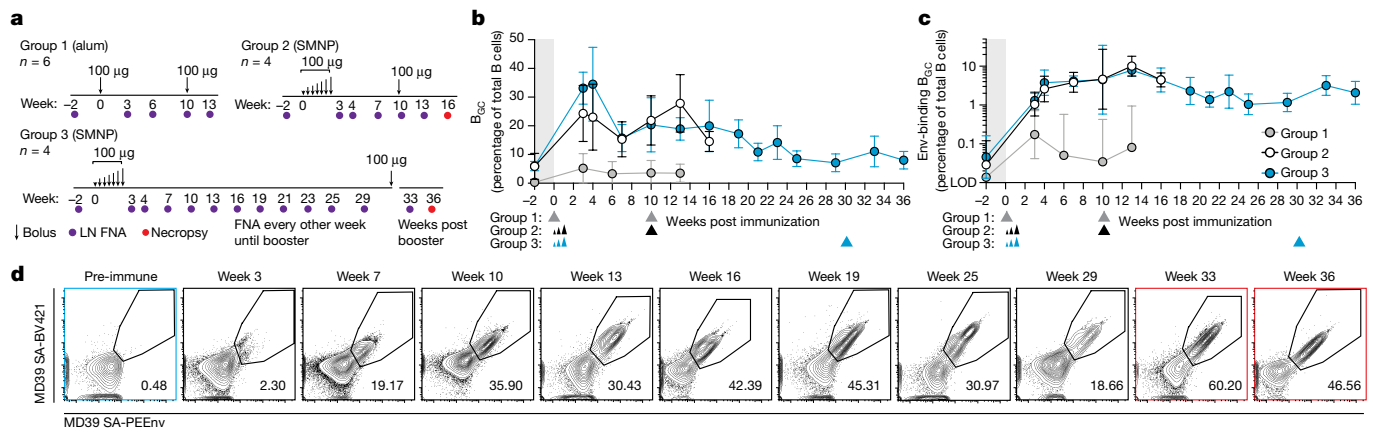 a
Group 1 (alum)
n = 6
100 µg
100 µg
Week: −2 0 3 6 10 13
Group 2 (SMNP)
n = 4
100 µg
100 µg
Week: −2 0 3 4 7 10 13 16
Group 3 (SMNP)
n = 4
100 µg
100 µg
Week: −2 0 3 4 7 10 13 16 19 21 23 25 29 33 36
FNA every other week until booster
Weeks post booster
Bolus LN FNA Necropsy
b
BGC
(percentage of total B cells)
50
40
30
20
10
0
−2 0 2 4 6 8 10 12 14 16 18 20 22 24 26 28 30 32 34 36
Weeks post immunization
Group 1:
Group 2:
Group 3:
c
Env-binding BGC
(percentage of total B cells)
10
1
0.1
LOD
Group 1
Group 2
Group 3
−2 0 2 4 6 8 10 12 14 16 18 20 22 24 26 28 30 32 34 36
Weeks post immunization
Group 1:
Group 2:
Group 3:
d
Pre-immune Week 3 Week 7 Week 10 Week 13 Week 16 Week 19 Week 25 Week 29 Week 33 Week 36
MD39 SA-BV421
0.48 2.30 19.17 35.90 30.43 42.39 45.31 30.97 18.66 60.20 46.56
MD39 SA-PEEnv